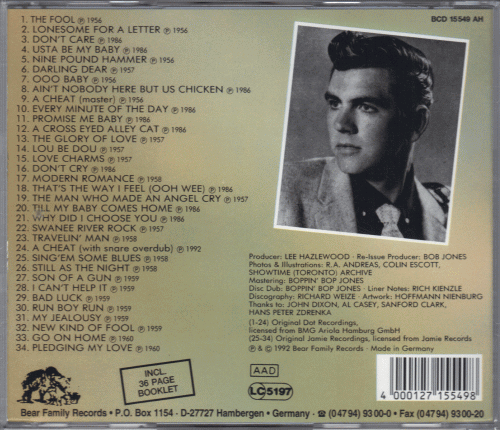 BCD 15549 AH
1. THE FOOL ℗ 1956
2. LONESOME FOR A LETTER ℗ 1956
3. DON'T CARE ℗ 1986
4. USTA BE MY BABY ℗ 1986
5. NINE POUND HAMMER ℗ 1956
6. DARLING DEAR ℗ 1957
7. OOO BABY ℗ 1956
8. AIN'T NOBODY HERE BUT US CHICKEN ℗ 1986
9. A CHEAT (master) ℗ 1956
10. EVERY MINUTE OF THE DAY ℗ 1986
11. PROMISE ME BABY ℗ 1986
12. A CROSS EYED ALLEY CAT ℗ 1986
13. THE GLORY OF LOVE ℗ 1957
14. LOU BE DOU ℗ 1957
15. LOVE CHARMS ℗ 1957
16. DON'T CRY ℗ 1986
17. MODERN ROMANCE ℗ 1958
18. THAT'S THE WAY I FEEL (OOH WEE) ℗ 1986
19. THE MAN WHO MADE AN ANGEL CRY ℗ 1957
20. TILL MY BABY COMES HOME ℗ 1986
21. WHY DID I CHOOSE YOU ℗ 1986
22. SWANEE RIVER ROCK ℗ 1957
23. TRAVELIN' MAN ℗ 1958
24. A CHEAT (with snare overdub) ℗ 1992
25. SING'EM SOME BLUES ℗ 1958
26. STILL AS THE NIGHT ℗ 1958
27. SON OF A GUN ℗ 1959
28. I CAN'T HELP IT ℗ 1959
29. BAD LUCK ℗ 1959
30. RUN BOY RUN ℗ 1959
31. MY JEALOUSY ℗ 1959
32. NEW KIND OF FOOL ℗ 1959
33. GO ON HOME ℗ 1960
34. PLEDGING MY LOVE ℗ 1960
Producer: LEE HAZLEWOOD · Re-Issue Producer: BOB JONES
Photos & Illustrations: R.A. ANDREAS, COLIN ESCOTT,
SHOWTIME (TORONTO) ARCHIVE
Mastering: BOPPIN' BOP JONES
Disc Dub: BOPPIN' BOP JONES · Liner Notes: RICH KIENZLE
Discography: RICHARD WEIZE · Artwork: HOFFMANN NIENBURG
Thanks to: JOHN DIXON, AL CASEY, SANFORD CLARK,
HANS PETER ZDRENKA
(1-24) Original Dot Recordings,
licensed from BMG Ariola Hamburg GmbH
(25-34) Original Jamie Recordings, licensed from Jamie Records
℗ & © 1992 Bear Family Records · Made in Germany
INCL.
36 PAGE
BOOKLET
AAD
LC 5197
4 000127 155498
Bear Family Records · P.O. Box 1154 · D-27727 Hambergen · Germany · ☎ (0 47 94) 93 00-0 · Fax (0 47 94) 93 00-20